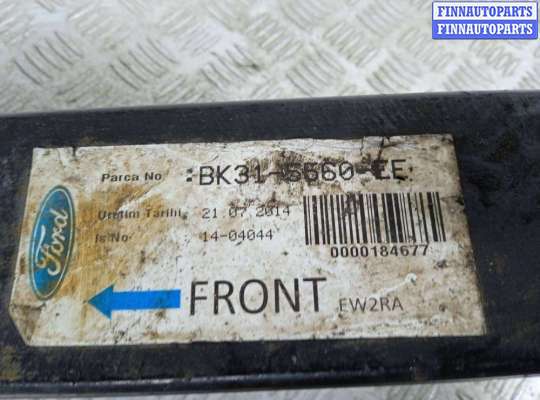 FINNAUTOPARTS
FINNAUTOPARTS
Ford
Parca No :BK31-5560-EE:
Uretim Tarihi 21.07.2014
Is No 14-04044
0000184677
FRONT EW2RA